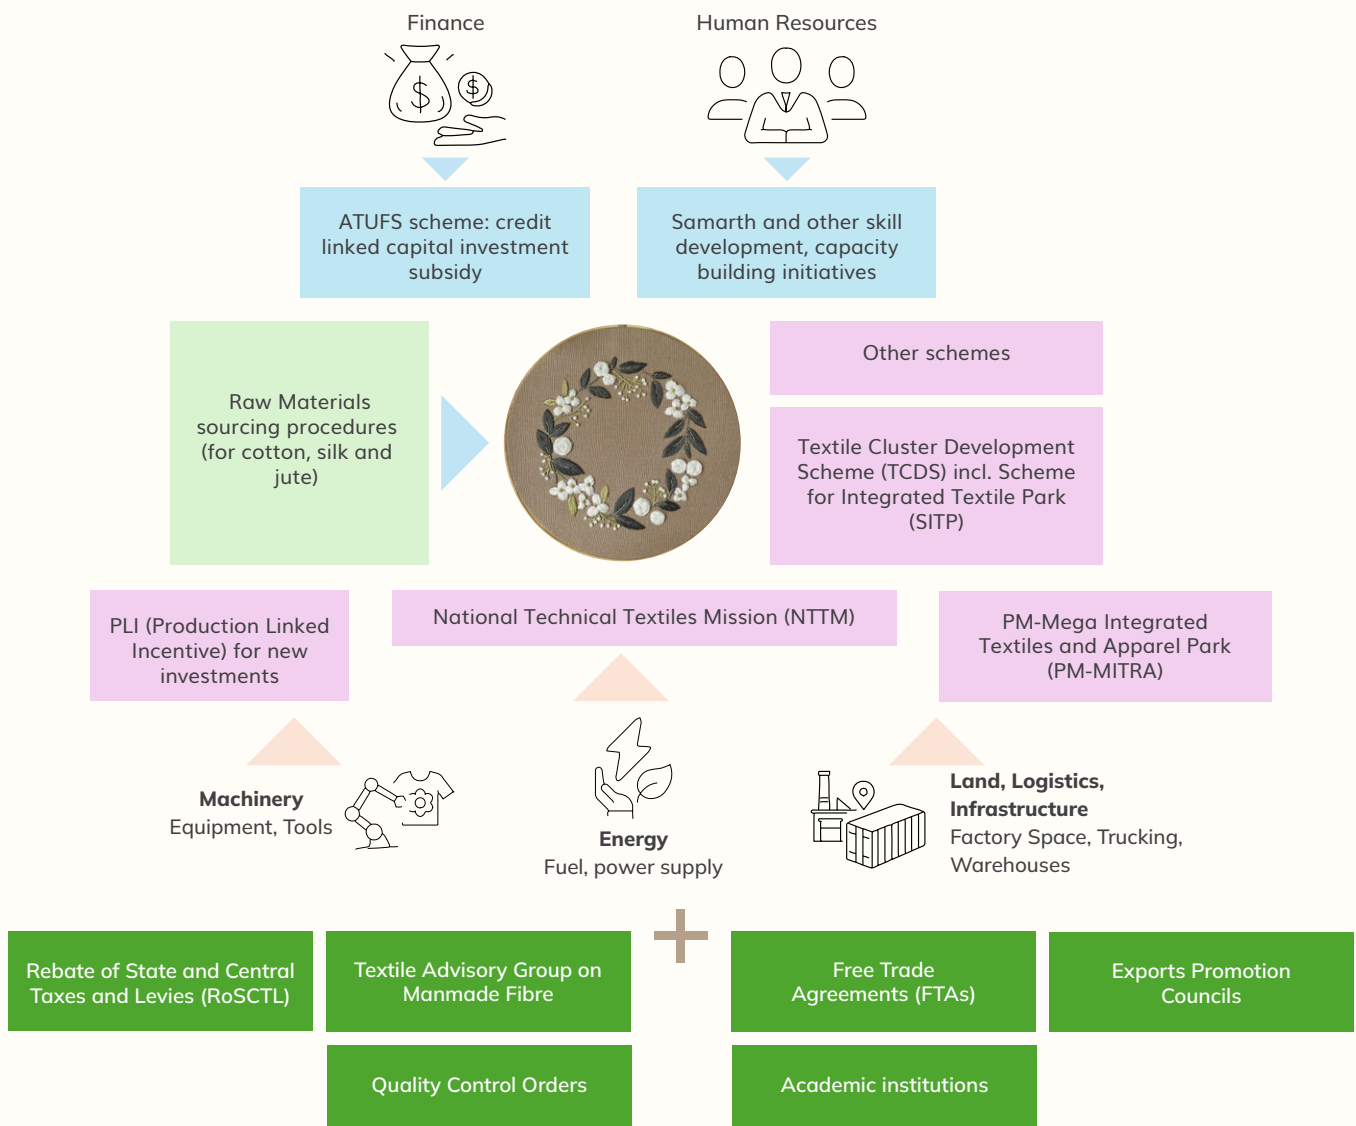 Finance
Human Resources
ATUFS scheme: credit
linked capital investment
subsidy
Samarth and other skill
development, capacity
building initiatives
Raw Materials
sourcing procedures
(for cotton, silk and
jute)
Other schemes
Textile Cluster Development
Scheme (TCDS) incl. Scheme
for Integrated Textile Park
(SITP)
PLI (Production Linked
Incentive) for new
investments
National Technical Textiles Mission (NTTM)
PM-Mega Integrated
Textiles and Apparel Park
(PM-MITRA)
Machinery
Equipment, Tools
Energy
Fuel, power supply
Land, Logistics,
Infrastructure
Factory Space, Trucking,
Warehouses
Rebate of State and Central
Taxes and Levies (RoSCTL)
Textile Advisory Group on
Manmade Fibre
Free Trade
Agreements (FTAs)
Exports Promotion
Councils
Quality Control Orders
Academic institutions